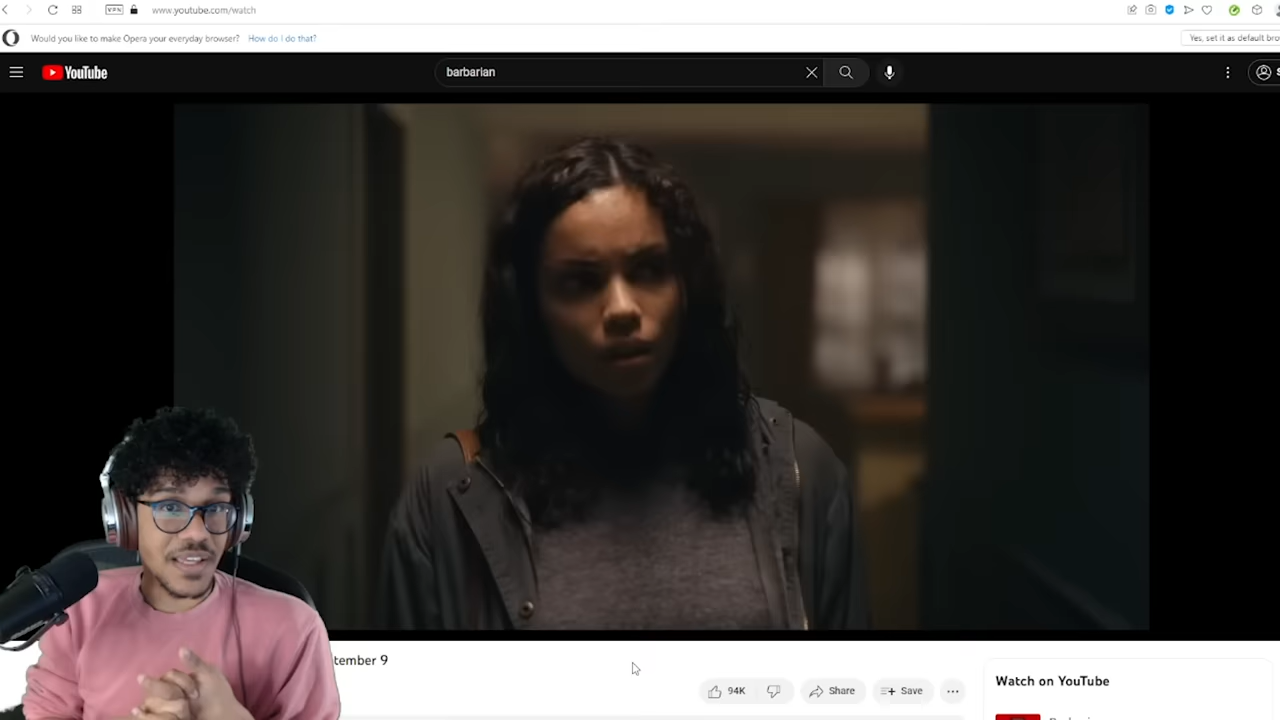 VPN
www.youtube.com/watch
Would you like to make Opera your everyday browser? How do I do that?
Yes, set it as default bro
YouTube
barbarian
S
tember 9
94K
Share
Save
Watch on YouTube